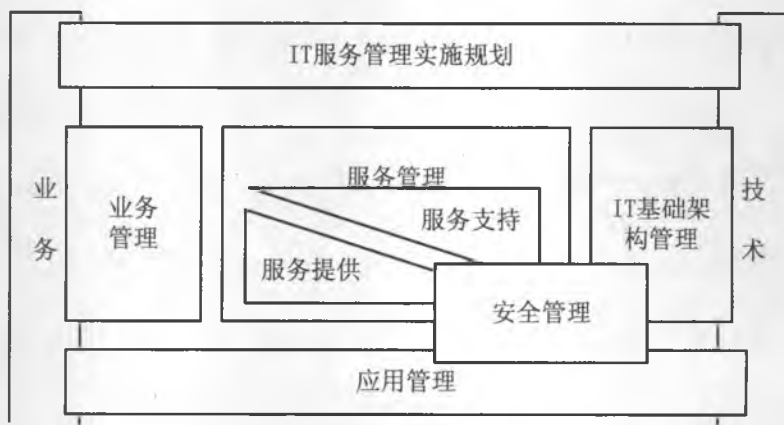 IT服务管理实施规划
业务
业务
管理
服务管理
服务支持
服务提供
IT基础架
构管理
技术
安全管理
应用管理